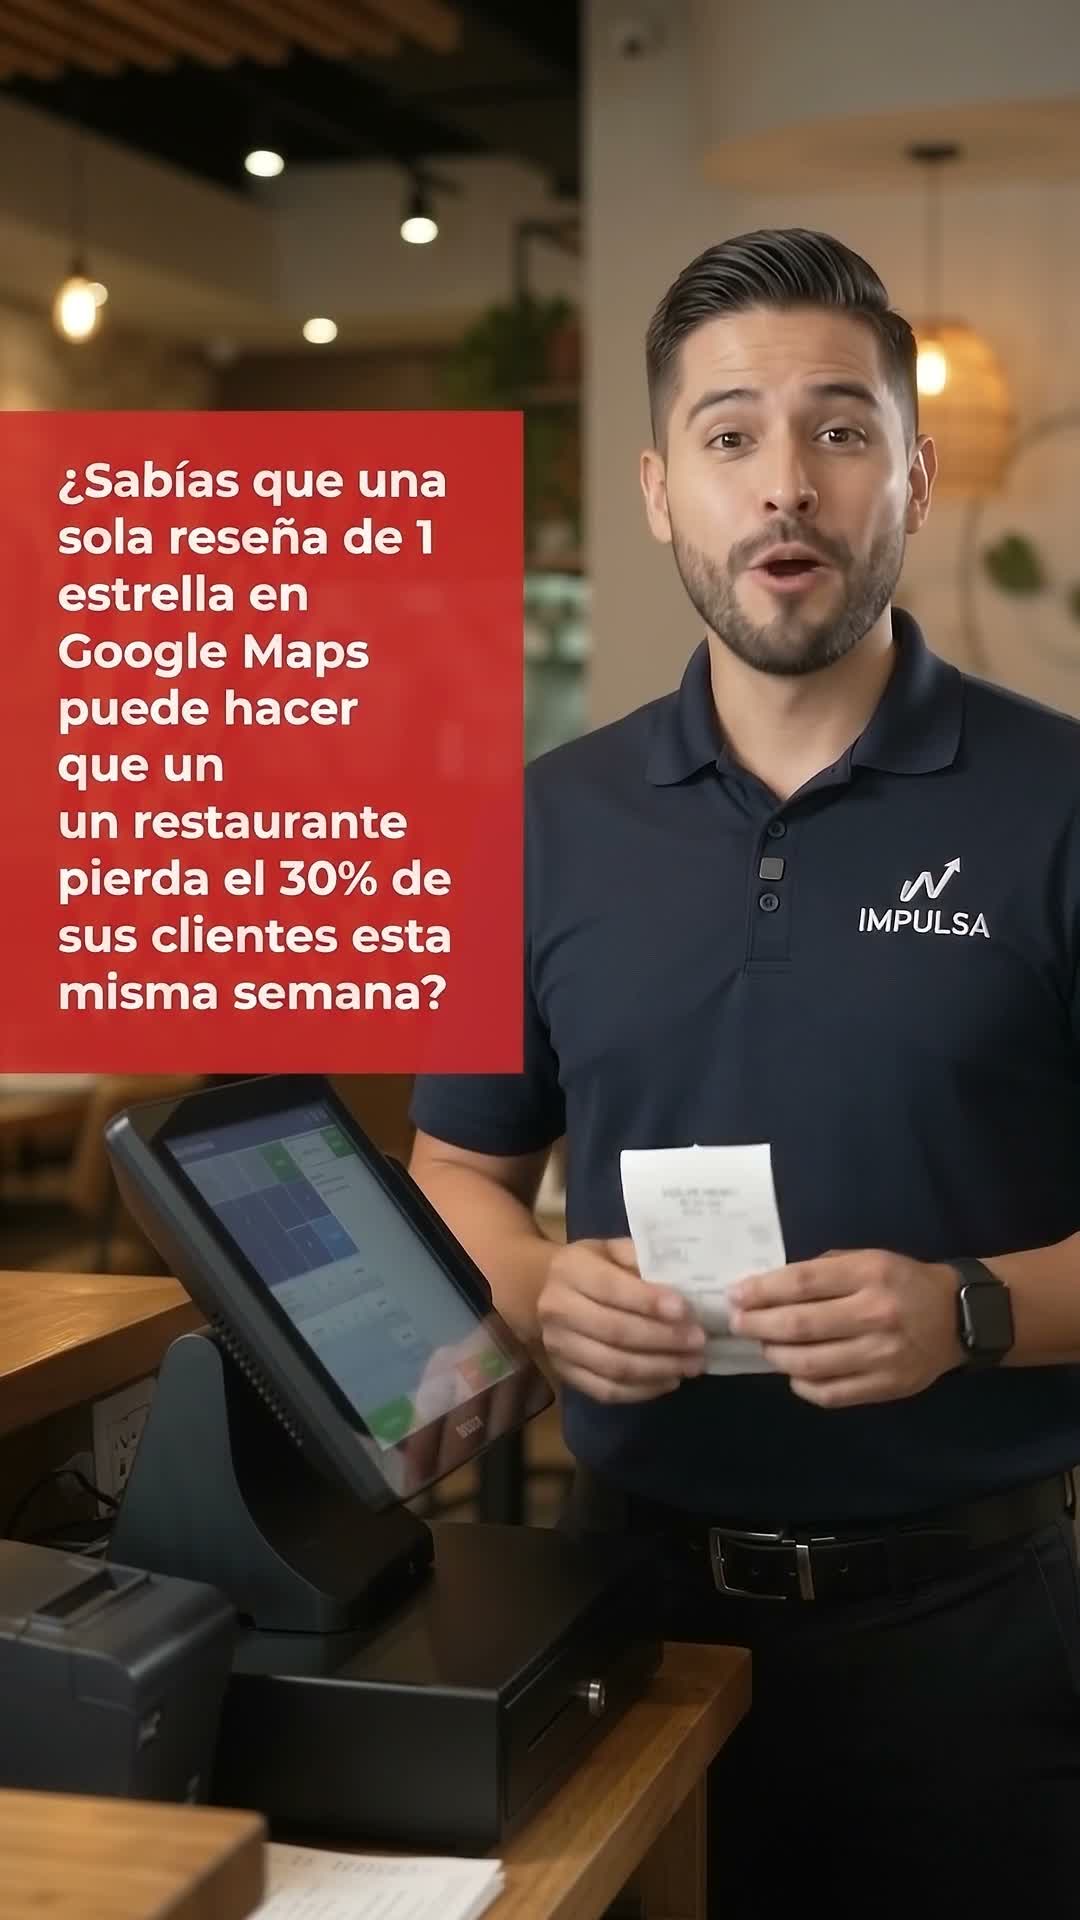 ¿Sabías que una
sola reseña de 1
estrella en
Google Maps
puede hacer
que un
un restaurante
pierda el 30% de
sus clientes esta
misma semana?
IMPULSA